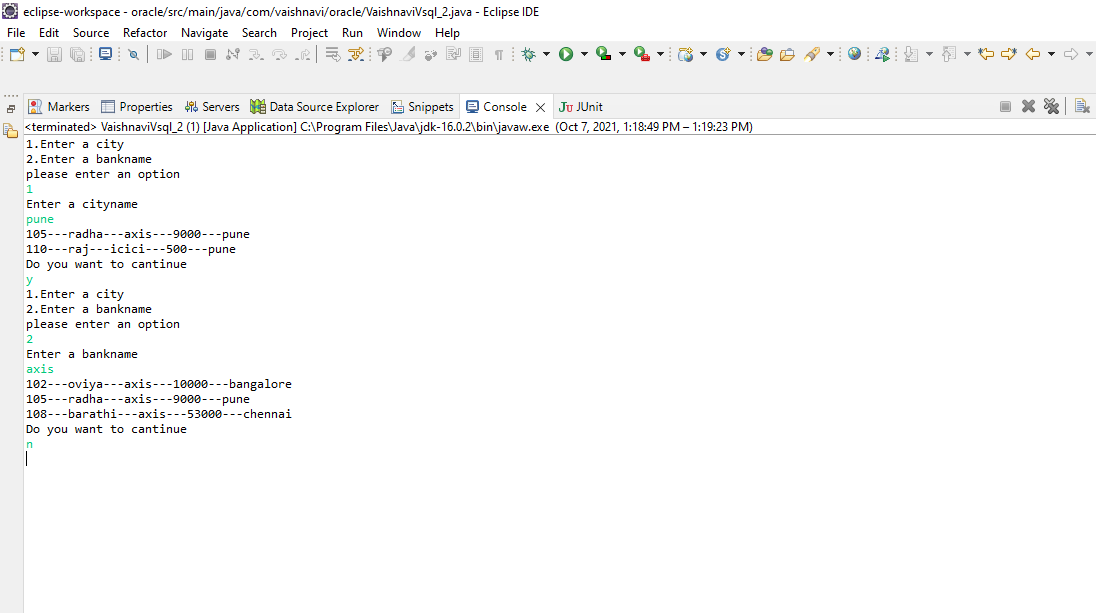 eclipse-workspace - oracle/src/main/java/com/vaishnavi/oracle/VaishnaviVsql_2.java - Eclipse IDE
File Edit Source Refactor Navigate Search Project Run Window Help
Markers Properties Servers Data Source Explorer Snippets Console Ju JUnit
<terminated> VaishnaviVsql_2 (1) [Java Application] C:\Program Files\Java\jdk-16.0.2\bin\javaw.exe (Oct 7, 2021, 1:18:49 PM – 1:19:23 PM)
1.Enter a city
2.Enter a bankname
please enter an option
1
Enter a cityname
pune
105---radha---axis---9000---pune
110---raj---icici---500---pune
Do you want to cantinue
y
1.Enter a city
2.Enter a bankname
please enter an option
2
Enter a bankname
axis
102---oviya---axis---10000---bangalore
105---radha---axis---9000---pune
108---barathi---axis---53000---chennai
Do you want to cantinue
n